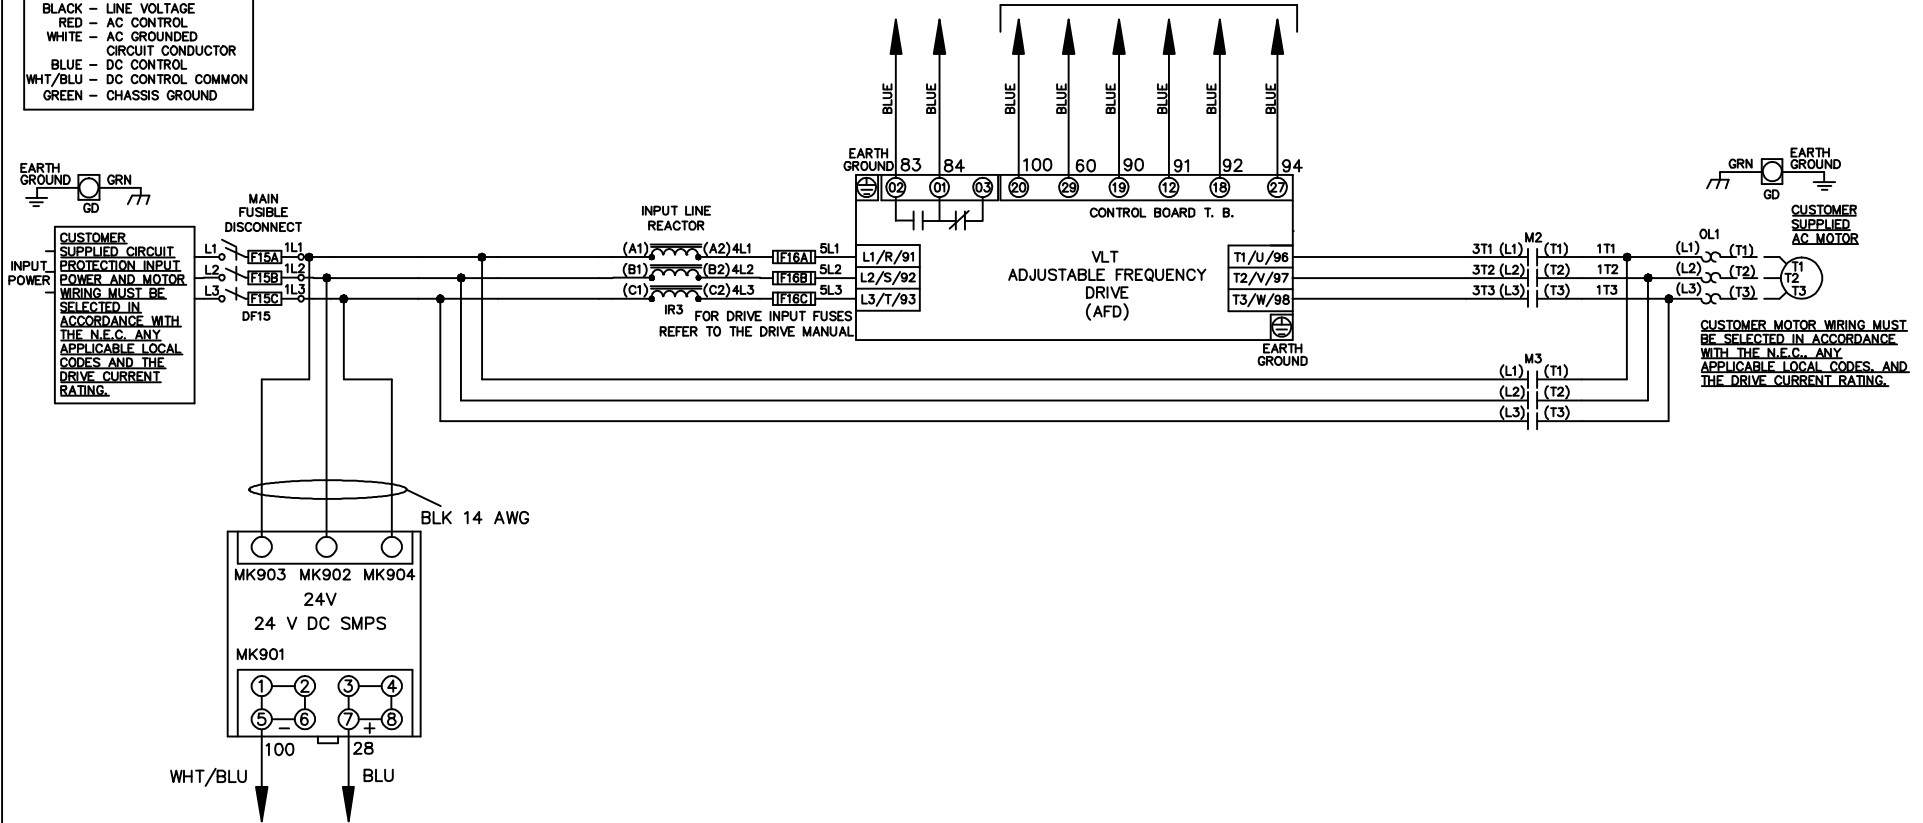 BLACK – LINE VOLTAGE
RED – AC CONTROL
WHITE – AC GROUNDED
CIRCUIT CONDUCTOR
BLUE – DC CONTROL
WHT/BLU – DC CONTROL COMMON
GREEN – CHASSIS GROUND
BLUE BLUE BLUE BLUE BLUE BLUE BLUE BLUE
EARTH
GROUND
83 84 100 60 90 91 92 94
02 01 03 20 29 19 12 18 27
CONTROL BOARD T. B.
EARTH
GROUND
GRN
GD
MAIN
FUSIBLE
DISCONNECT
INPUT
POWER
CUSTOMER
SUPPLIED CIRCUIT
PROTECTION INPUT
POWER AND MOTOR
WIRING MUST BE
SELECTED IN
ACCORDANCE WITH
THE N.E.C. ANY
APPLICABLE LOCAL
CODES AND THE
DRIVE CURRENT
RATING.
L1 F15A 1L1
L2 F15B 1L2
L3 F15C 1L3
DF15
INPUT LINE
REACTOR
(A1) (A2) 4L1 IF16A 5L1
(B1) (B2) 4L2 IF16B 5L2
(C1) (C2) 4L3 IF16C 5L3
IR3
FOR DRIVE INPUT FUSES
REFER TO THE DRIVE MANUAL
L1/R/91
L2/S/92
L3/T/93
VLT
ADJUSTABLE FREQUENCY
DRIVE
(AFD)
T1/U/96
T2/V/97
T3/W/98
EARTH
GROUND
M2
3T1 (L1) (T1) 1T1
3T2 (L2) (T2) 1T2
3T3 (L3) (T3) 1T3
M3
(L1) (T1)
(L2) (T2)
(L3) (T3)
GRN
GD
EARTH
GROUND
CUSTOMER
SUPPLIED
AC MOTOR
OL1
(L1) (T1)
(L2) (T2)
(L3) (T3)
T1
T2
T3
CUSTOMER MOTOR WIRING MUST
BE SELECTED IN ACCORDANCE
WITH THE N.E.C., ANY
APPLICABLE LOCAL CODES, AND
THE DRIVE CURRENT RATING.
BLK 14 AWG
MK903 MK902 MK904
24V
24 V DC SMPS
MK901
1 2 3 4
5 6 7 8
– +
100 28
WHT/BLU BLU